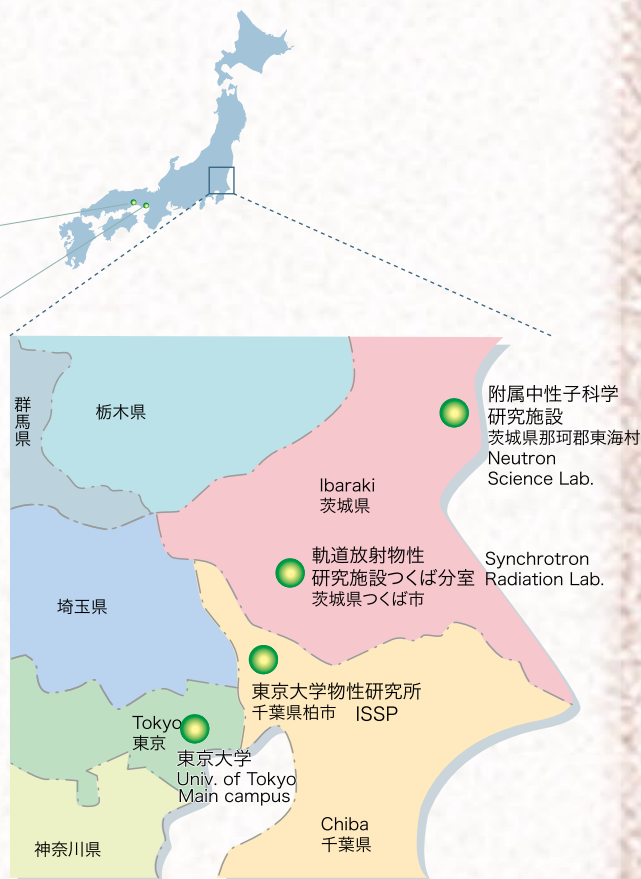 群馬県
栃木県
附属中性子科学
研究施設
茨城県那珂郡東海村
Neutron
Science Lab.
Ibaraki
茨城県
軌道放射物性
研究施設つくば分室
茨城県つくば市
Synchrotron
Radiation Lab.
埼玉県
東京大学物性研究所
千葉県柏市 ISSP
Tokyo
東京
東京大学
Univ. of Tokyo
Main campus
Chiba
千葉県
神奈川県